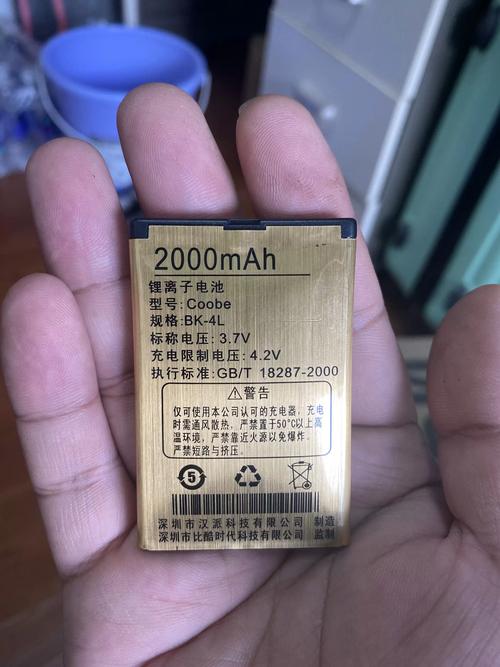 2000mAh
锂离子电池
型号:Coobe
规格:BK-4L
标称电压:3.7V
充电限制电压:4.2V
执行标准:GB/T 18287-2000
警告
仅可使用本公司认可的充电器，充电
时需通风散热，严禁置于50℃以上高
温环境，严禁靠近火源以免爆炸。
严禁短路与挤压。
5
深圳市汉派科技有限公司 制造
深圳市比酷时代科技有限公司 监制